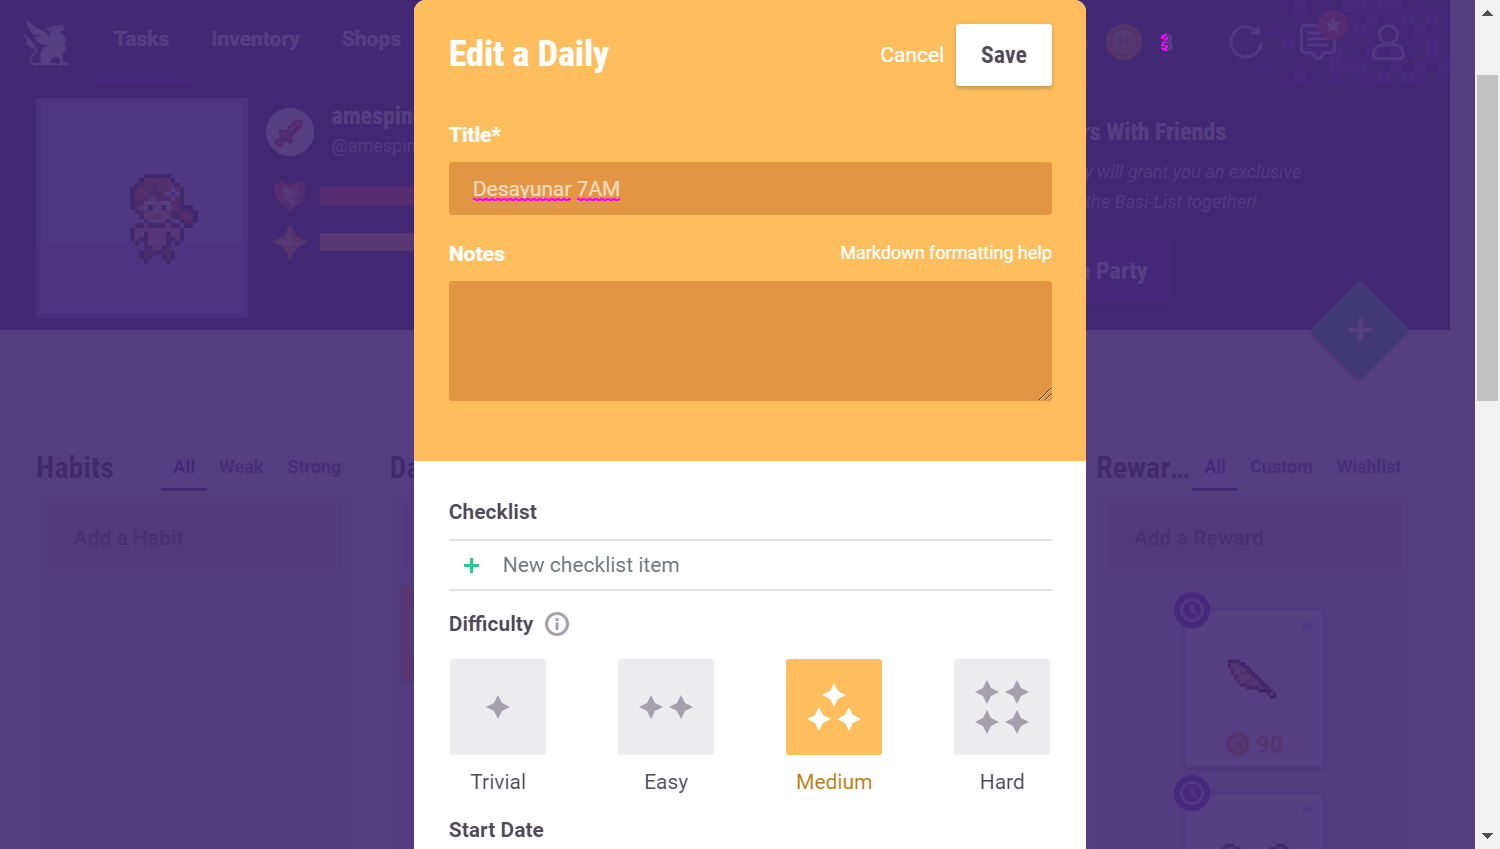 Tasks Inventory Shops
Edit a Daily
Cancel Save
amespin
@amespin
rs With Friends
y will grant you an exclusive
the Basi-List together!
Party
Title*
Desayunar 7AM
Notes Markdown formatting help
Habits All Weak Strong
Rewar... All Custom Wishlist
Add a Habit
Add a Reward
Checklist
New checklist item
Difficulty
Trivial Easy Medium Hard
90
Start Date